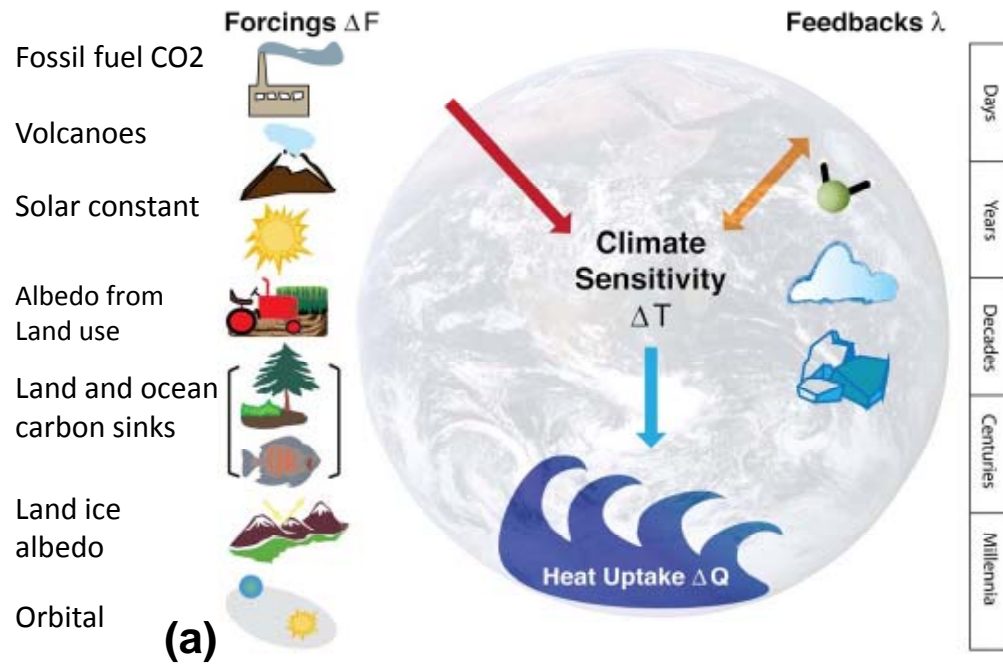 Forcings ΔF
Feedbacks λ
Fossil fuel CO2
Volcanoes
Solar constant
Albedo from
Land use
Land and ocean
carbon sinks
Land ice
albedo
Orbital
(a)
Climate
Sensitivity
ΔT
Heat Uptake ΔQ
Days
Years
Decades
Centuries
Millennia